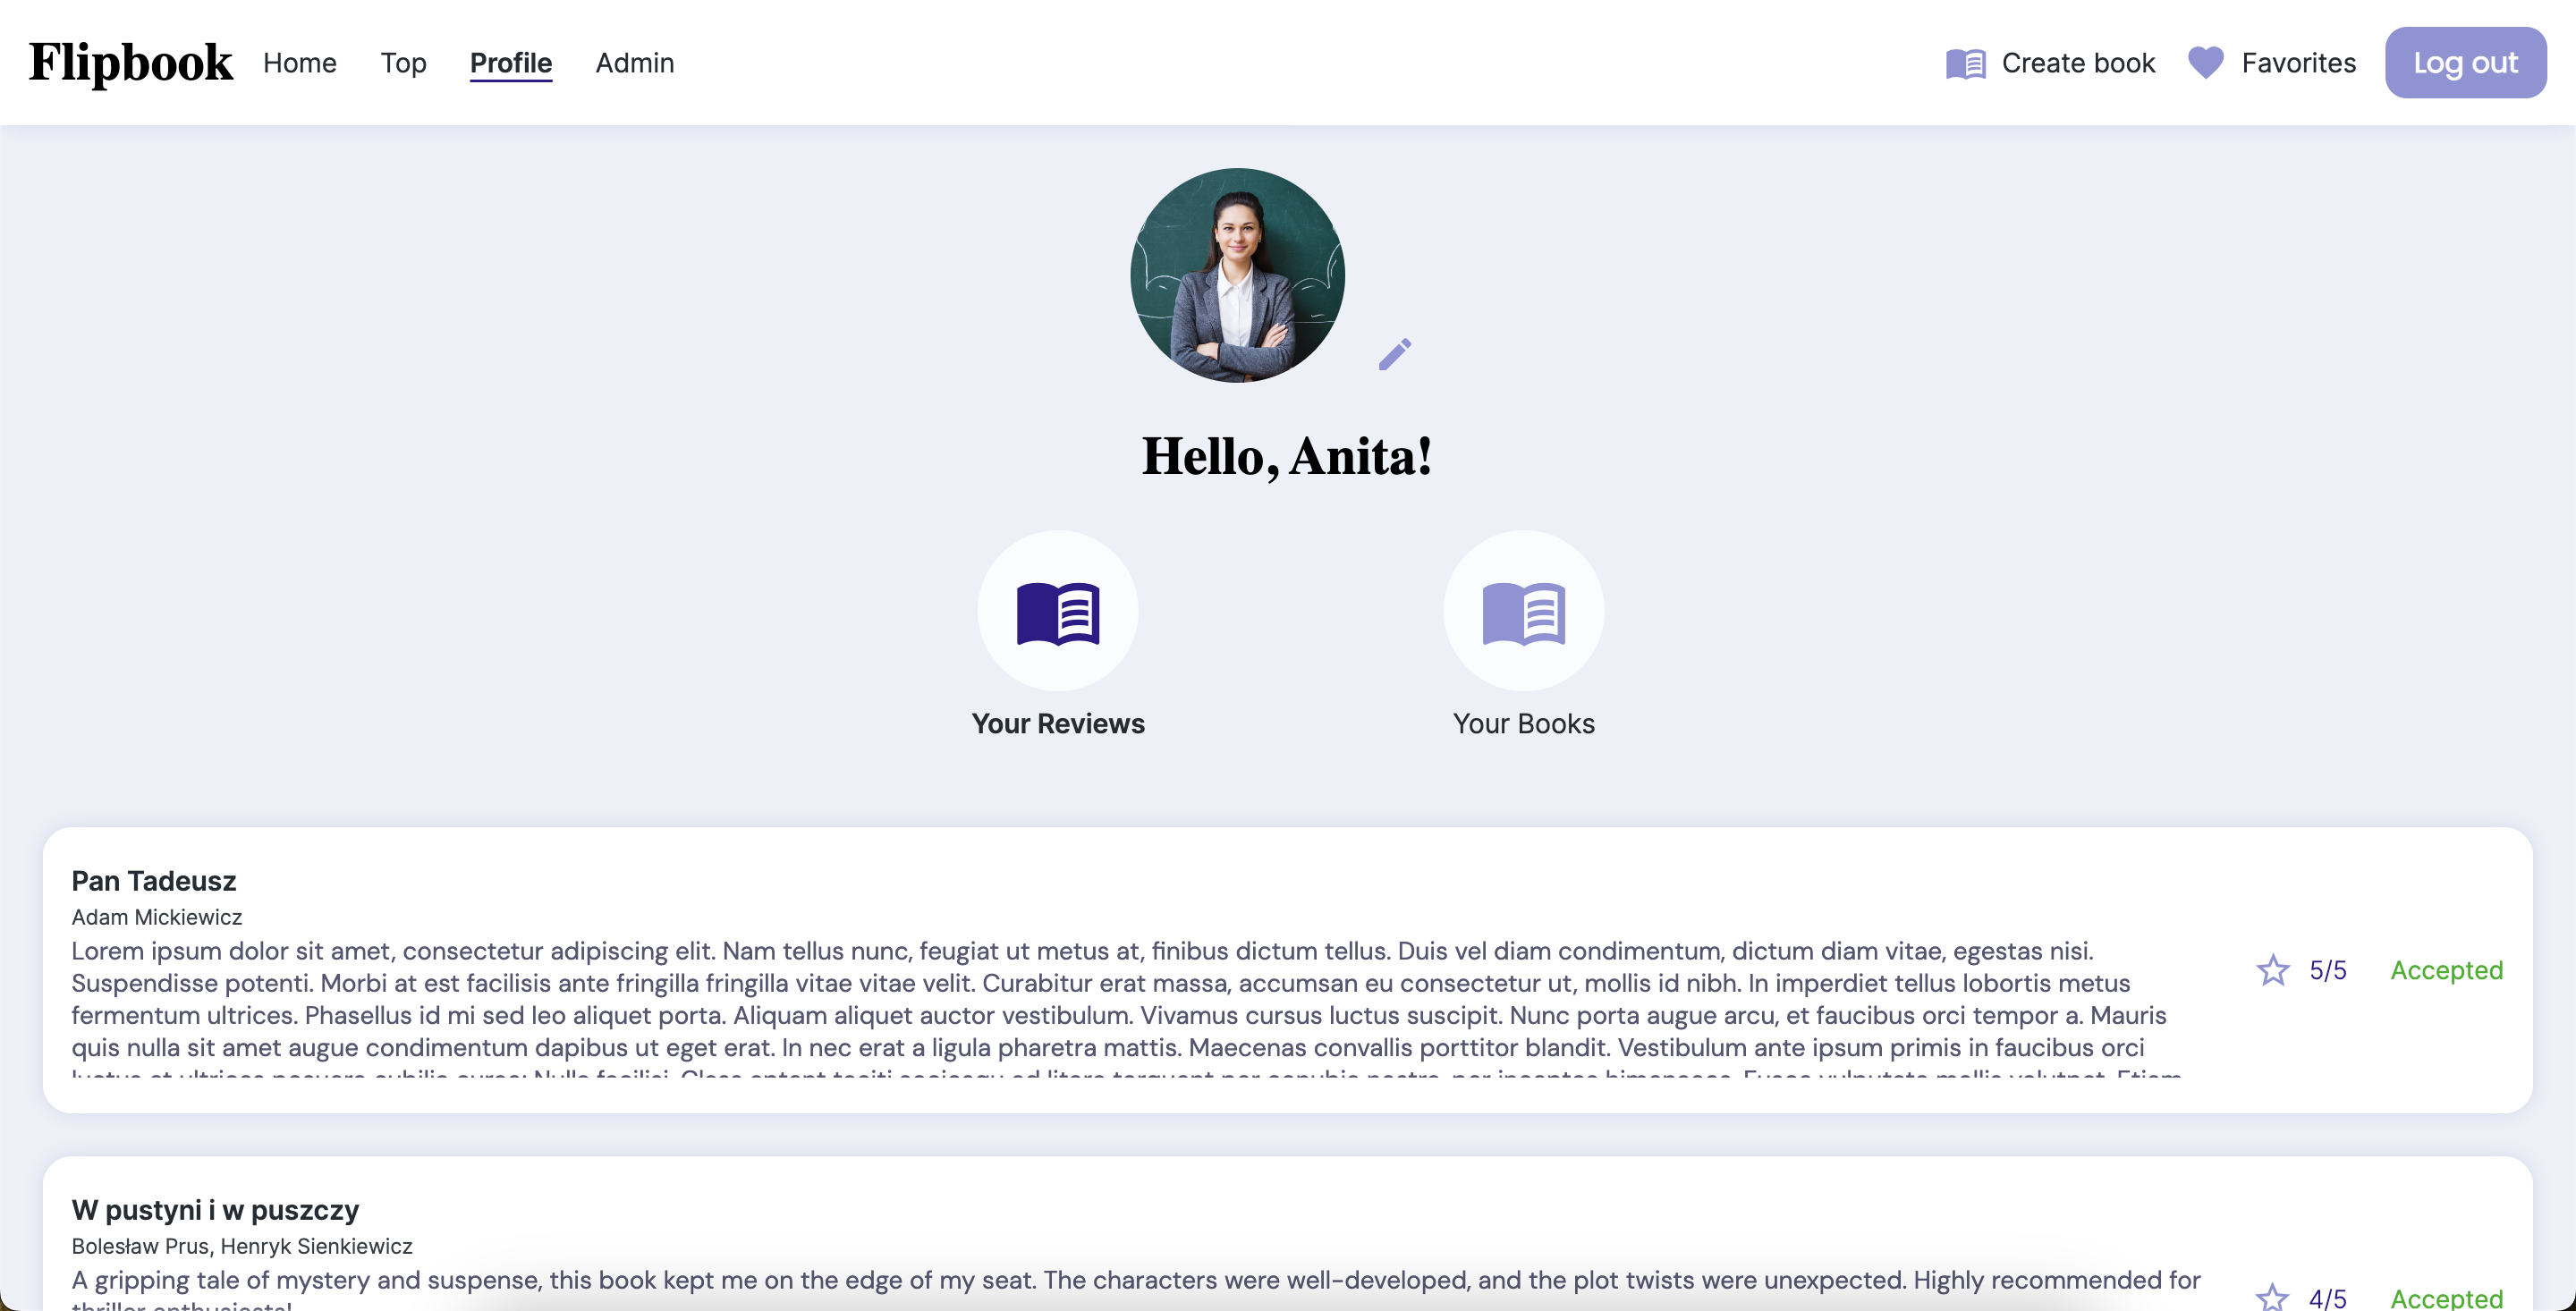 Flipbook Home Top Profile Admin Create book Favorites Log out
Hello, Anita!
Your Reviews Your Books
Pan Tadeusz
Adam Mickiewicz
Lorem ipsum dolor sit amet, consectetur adipiscing elit. Nam tellus nunc, feugiat ut metus at, finibus dictum tellus. Duis vel diam condimentum, dictum diam vitae, egestas nisi.
Suspendisse potenti. Morbi at est facilisis ante fringilla fringilla vitae vitae velit. Curabitur erat massa, accumsan eu consectetur ut, mollis id nibh. In imperdiet tellus lobortis metus
fermentum ultrices. Phasellus id mi sed leo aliquet porta. Aliquam aliquet auctor vestibulum. Vivamus cursus luctus suscipit. Nunc porta augue arcu, et faucibus orci tempor a. Mauris
quis nulla sit amet augue condimentum dapibus ut eget erat. In nec erat a ligula pharetra mattis. Maecenas convallis porttitor blandit. Vestibulum ante ipsum primis in faucibus orci
5/5 Accepted
W pustyni i w puszczy
Bolesław Prus, Henryk Sienkiewicz
A gripping tale of mystery and suspense, this book kept me on the edge of my seat. The characters were well-developed, and the plot twists were unexpected. Highly recommended for
thriller enthusiasts!
4/5 Accepted